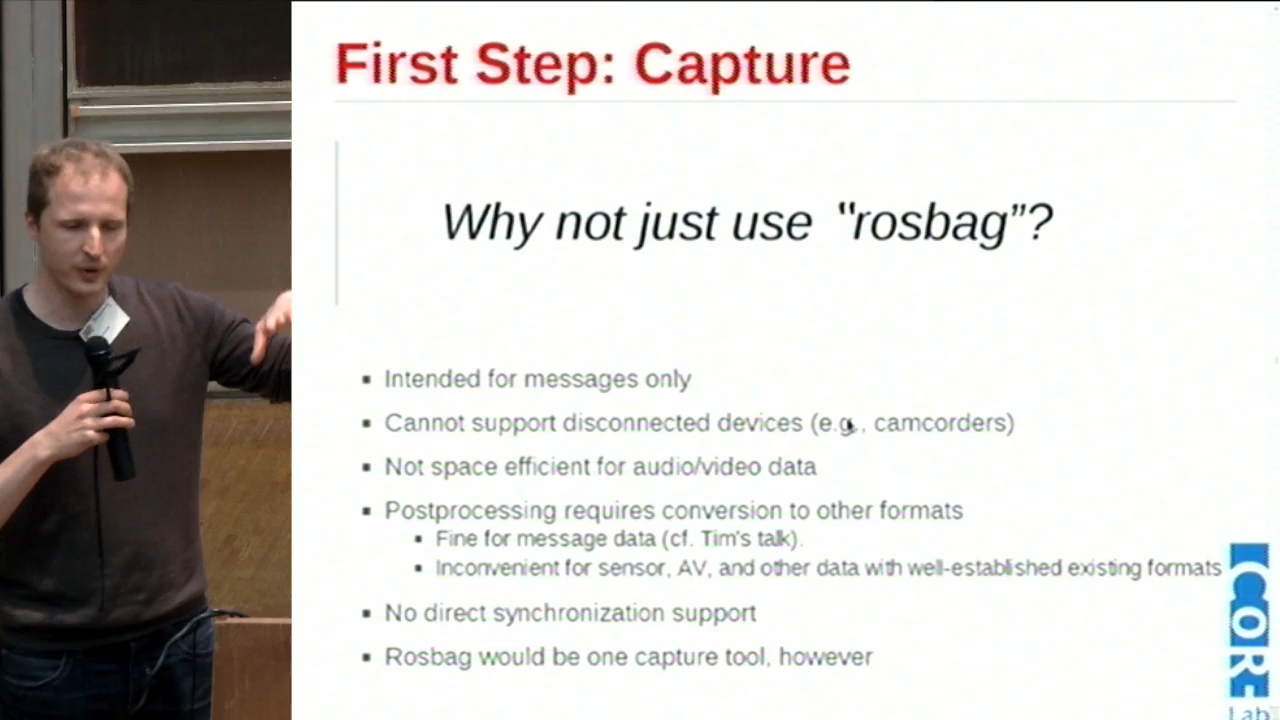 First Step: Capture
Why not just use "rosbag"?
Intended for messages only
Cannot support disconnected devices (e.g., camcorders)
Not space efficient for audio/video data
Postprocessing requires conversion to other formats
Fine for message data (cf. Tim's talk).
Inconvenient for sensor, AV, and other data with well-established existing formats
No direct synchronization support
Rosbag would be one capture tool, however
ICORE
Lab